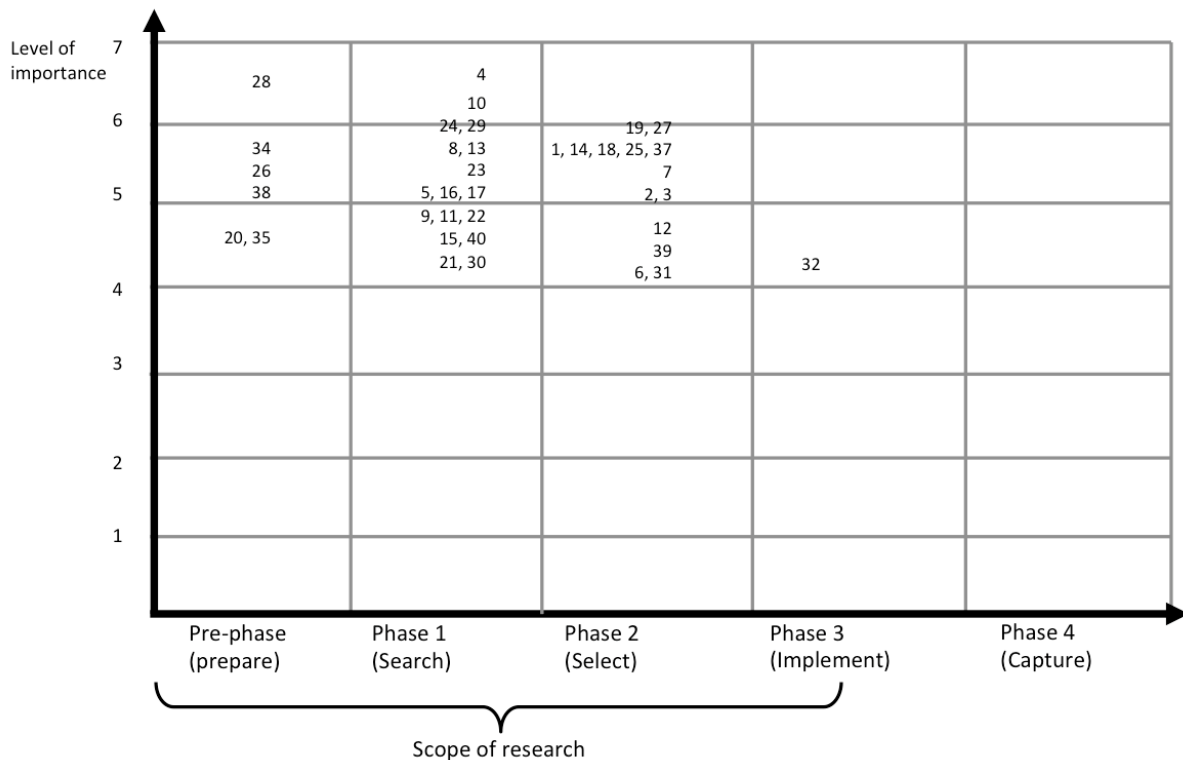 Level of
importance
7
6
5
4
3
2
1
28
34
26
38
20, 35
4
10
24, 29
8, 13
23
5, 16, 17
9, 11, 22
15, 40
21, 30
19, 27
1, 14, 18, 25, 37
7
2, 3
12
39
6, 31
32
Pre-phase
(prepare)
Phase 1
(Search)
Phase 2
(Select)
Phase 3
(Implement)
Phase 4
(Capture)
Scope of research